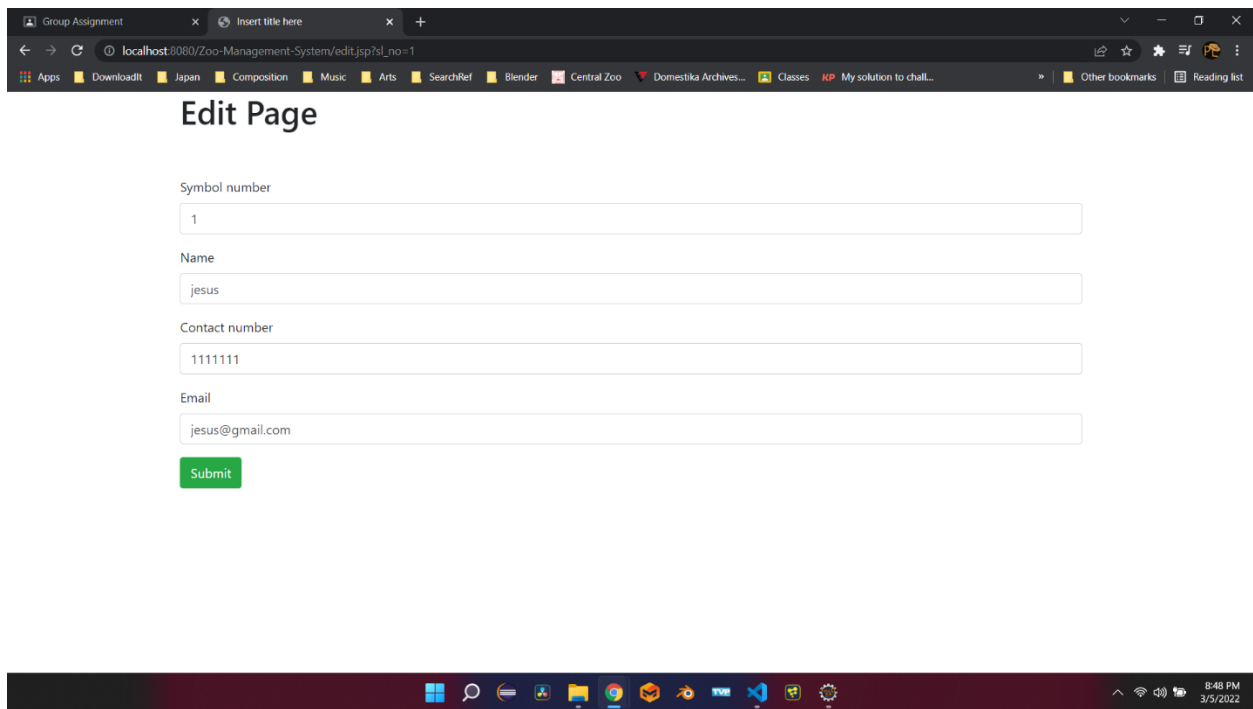 Group Assignment
Insert title here
localhost:8080/Zoo-Management-System/edit.jsp?sl_no=1
Apps DownloadIt Japan Composition Music Arts SearchRef Blender Central Zoo Domestika Archives... Classes KP My solution to chall... » Other bookmarks Reading list
Edit Page
Symbol number
1
Name
jesus
Contact number
1111111
Email
jesus@gmail.com
Submit
TVP
8:48 PM
3/5/2022